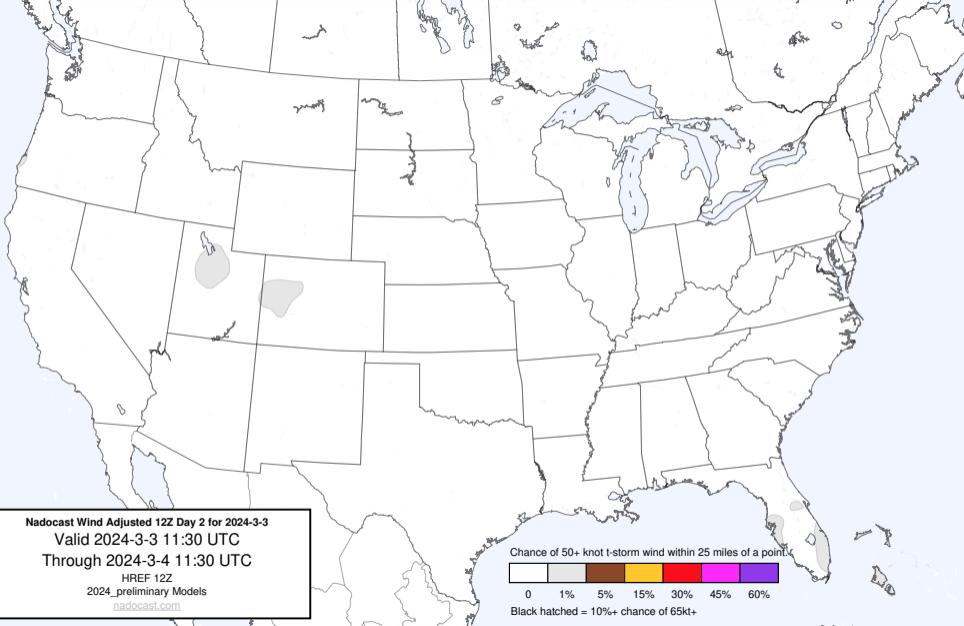 Nadocast Wind Adjusted 12Z Day 2 for 2024-3-3
Valid 2024-3-3 11:30 UTC
Through 2024-3-4 11:30 UTC
HREF 12Z
2024_preliminary Models
nadocast.com
Chance of 50+ knot t-storm wind within 25 miles of a point.
0 1% 5% 15% 30% 45% 60%
Black hatched = 10%+ chance of 65kt+